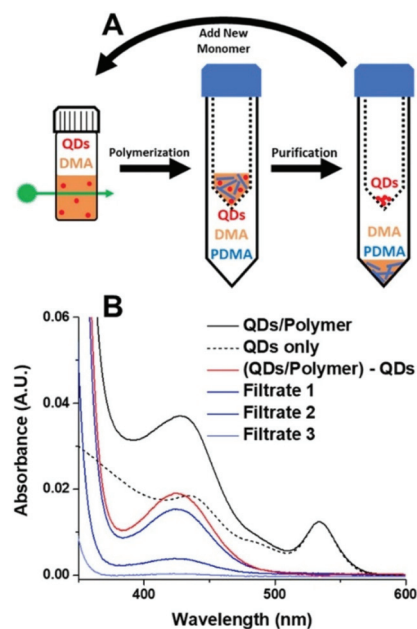 A
Add New
Monomer
QDs
DMA
Polymerization
QDs
DMA
PDMA
Purification
QDs
DMA
PDMA
B
0.06
0.04
0.02
0.00
Absorbance (A.U.)
QDs/Polymer
QDs only
(QDs/Polymer) - QDs
Filtrate 1
Filtrate 2
Filtrate 3
400
500
600
Wavelength (nm)